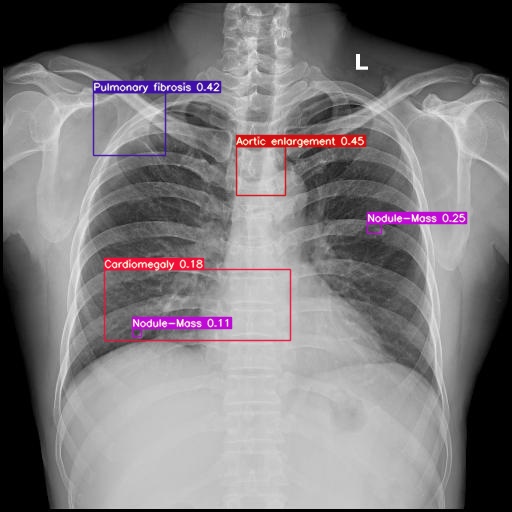 L
Pulmonary fibrosis 0.42
Aortic enlargement 0.45
Nodule-Mass 0.25
Cardiomegaly 0.18
Nodule-Mass 0.11